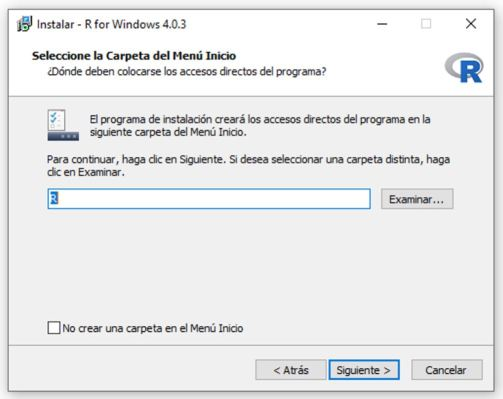 Instalar - R for Windows 4.0.3
Seleccione la Carpeta del Menú Inicio
¿Dónde deben colocarse los accesos directos del programa?
R
El programa de instalación creará los accesos directos del programa en la
siguiente carpeta del Menú Inicio.
Para continuar, haga clic en Siguiente. Si desea seleccionar una carpeta distinta, haga
clic en Examinar.
R
Examinar...
No crear una carpeta en el Menú Inicio
< Atrás
Siguiente >
Cancelar